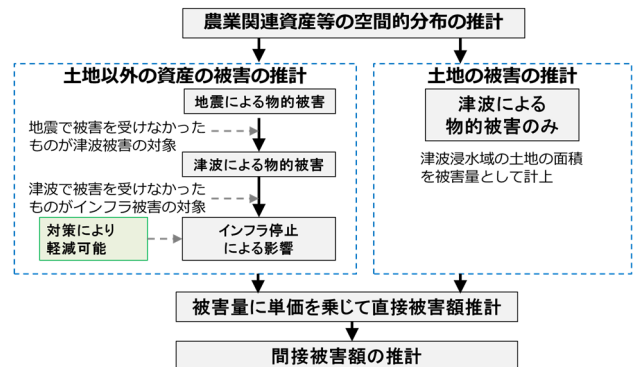 農業関連資産等の空間的分布の推計
土地以外の資産の被害の推計
地震による物的被害
地震で被害を受けなかった
ものが津波被害の対象
津波による物的被害
津波で被害を受けなかった
ものがインフラ被害の対象
対策により
軽減可能
インフラ停止
による影響
土地の被害の推計
津波による
物的被害のみ
津波浸水域の土地の面積
を被害量として計上
被害量に単価を乗じて直接被害額推計
間接被害額の推計